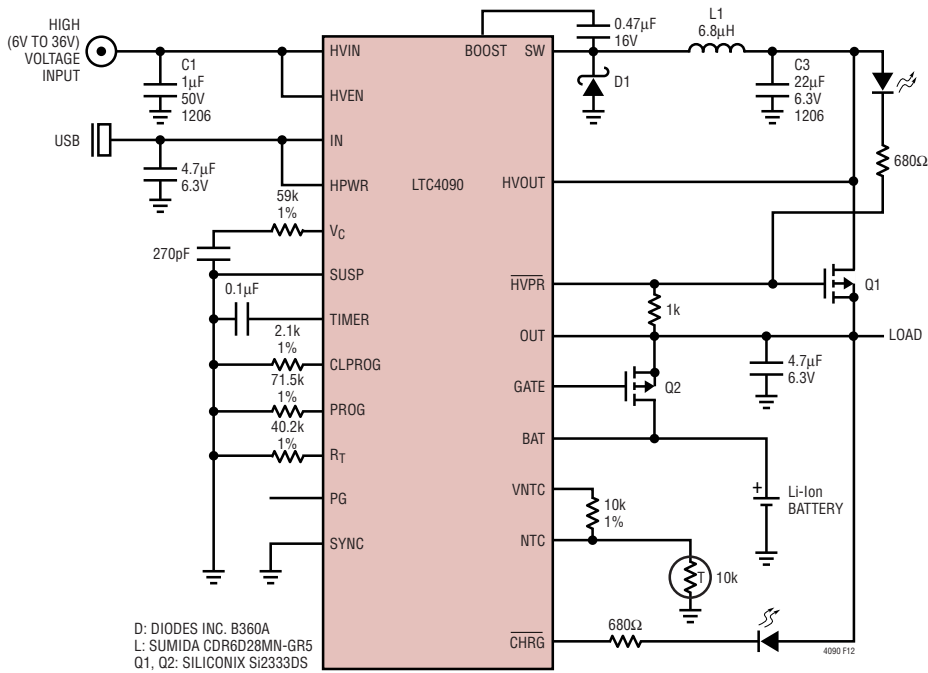 HIGH
(6V TO 36V)
VOLTAGE
INPUT
C1
1µF
50V
1206
USB
4.7µF
6.3V
59k
1%
270pF
0.1µF
2.1k
1%
71.5k
1%
40.2k
1%
HVIN
HVEN
IN
HPWR
VC
SUSP
TIMER
CLPROG
PROG
RT
PG
SYNC
LTC4090
BOOST
SW
HVOUT
HVPR
OUT
GATE
BAT
VNTC
NTC
CHRG
0.47µF
16V
D1
L1
6.8µH
C3
22µF
6.3V
1206
680Ω
Q1
1k
LOAD
4.7µF
6.3V
Q2
+
Li-Ion
BATTERY
10k
1%
T
10k
680Ω
4090 F12
D: DIODES INC. B360A
L: SUMIDA CDR6D28MN-GR5
Q1, Q2: SILICONIX Si2333DS